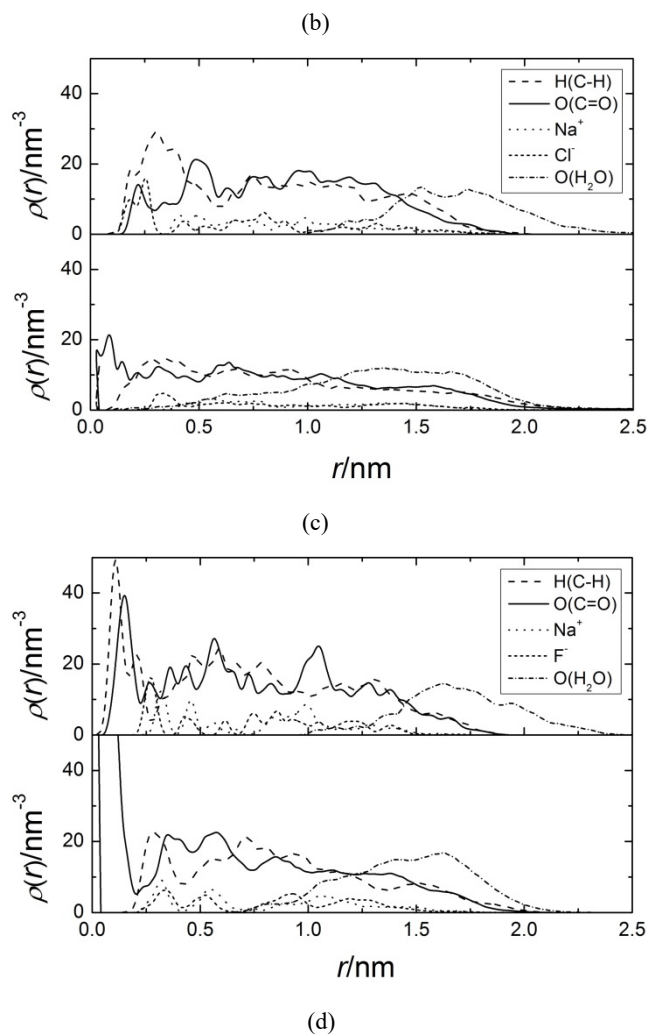 (b)
H(C-H)
O(C=O)
Na⁺
Cl⁻
O(H₂O)
ρ(r)/nm⁻³
40
20
0
ρ(r)/nm⁻³
40
20
0
0.0 0.5 1.0 1.5 2.0 2.5
r/nm
(c)
H(C-H)
O(C=O)
Na⁺
F⁻
O(H₂O)
ρ(r)/nm⁻³
40
20
0
ρ(r)/nm⁻³
40
20
0
0.0 0.5 1.0 1.5 2.0 2.5
r/nm
(d)